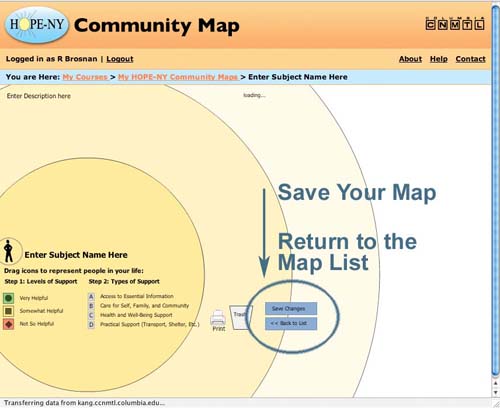 HOPE-NY
Community Map
CNMTL
Logged in as R Brosnan | Logout
About Help Contact
You are Here: My Courses > My HOPE-NY Community Maps > Enter Subject Name Here
Enter Description here
loading...
Save Your Map
Return to the
Map List
Enter Subject Name Here
Drag icons to represent people in your life:
Step 1: Levels of Support Step 2: Types of Support
Very Helpful
Somewhat Helpful
Not So Helpful
A Access to Essential Information
B Care for Self, Family, and Community
C Health and Well-Being Support
D Practical Support (Transport, Shelter, Etc.)
Print
Trash
Save Changes
<< Back to List
Transferring data from kang.ccnmtl.columbia.edu...